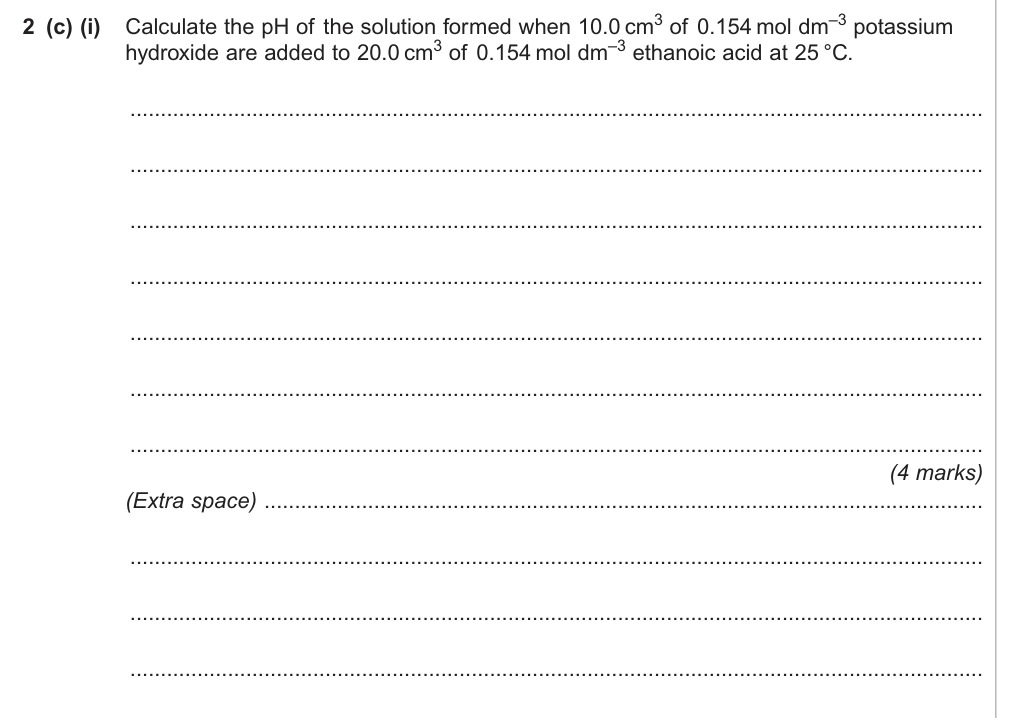 2 (c) (i) Calculate the pH of the solution formed when 10.0 cm³ of 0.154 mol dm⁻³ potassium
hydroxide are added to 20.0 cm³ of 0.154 mol dm⁻³ ethanoic acid at 25 °C.
(4 marks)
(Extra space)